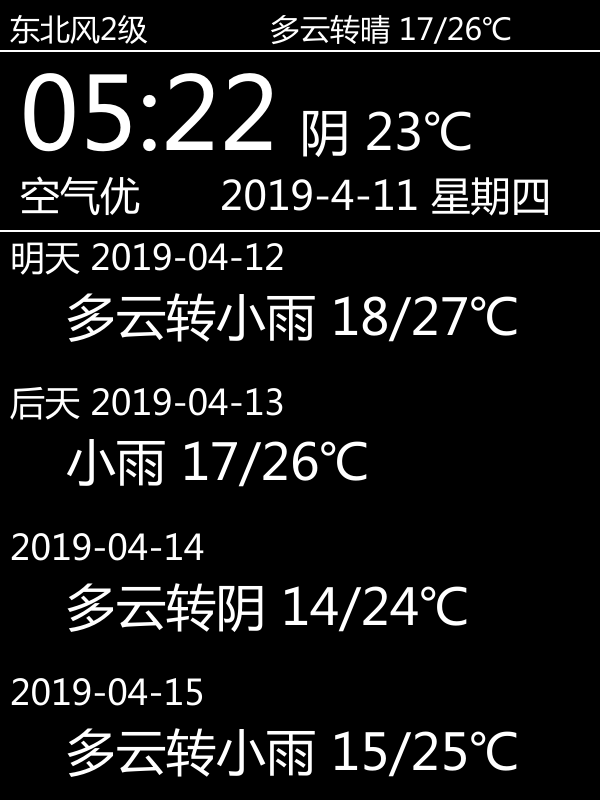 东北风2级 多云转晴 17/26℃
05:22 阴 23℃
空气优 2019-4-11 星期四
明天 2019-04-12
多云转小雨 18/27℃
后天 2019-04-13
小雨 17/26℃
2019-04-14
多云转阴 14/24℃
2019-04-15
多云转小雨 15/25℃